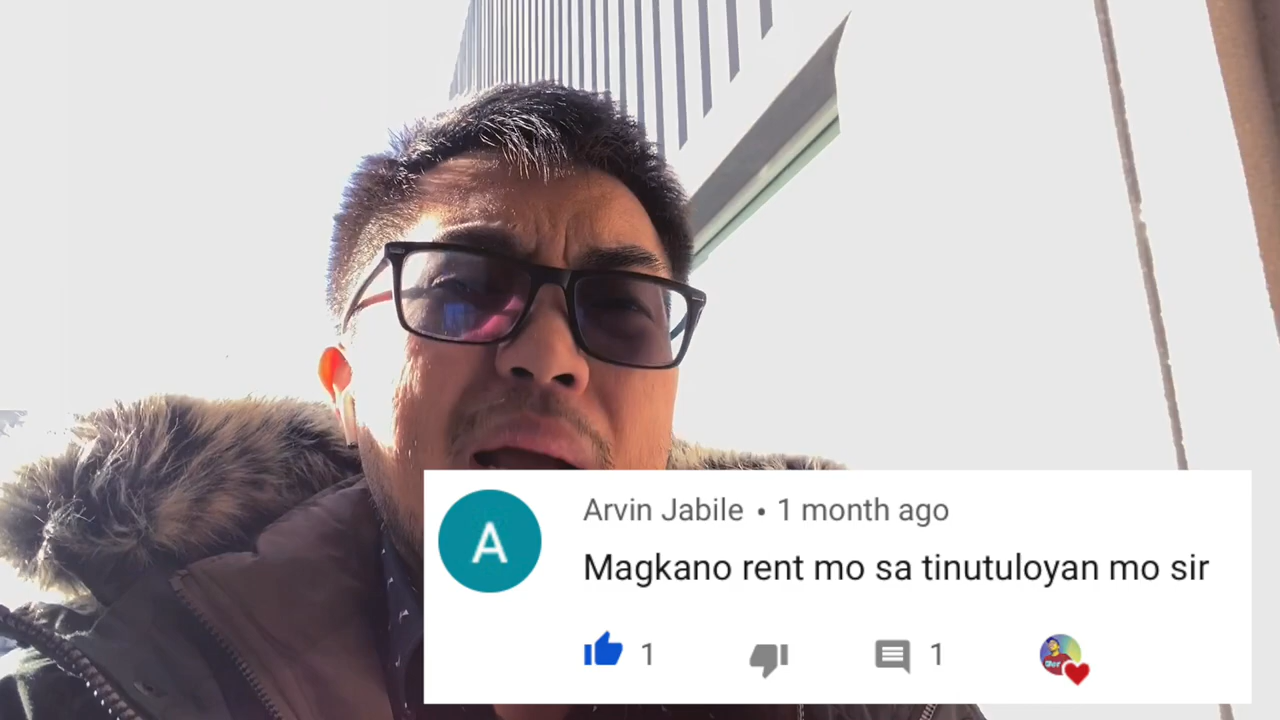 A
Arvin Jabile • 1 month ago
Magkano rent mo sa tinutuloyan mo sir
1
1